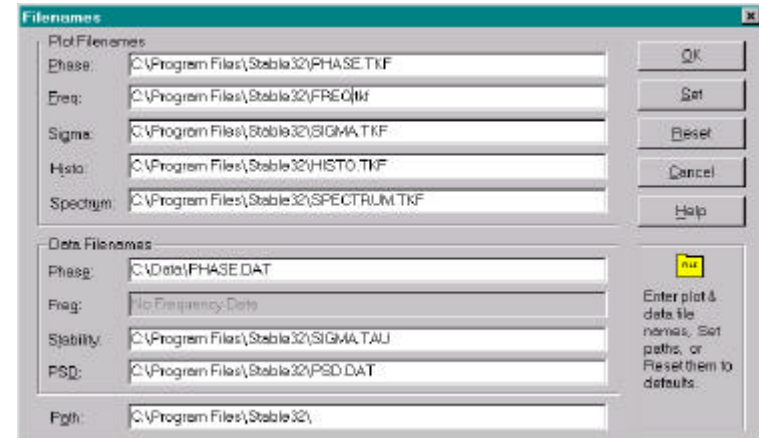 Filenames
Plot Filenames
Phase: C:\Program Files\Stable32\PHASE.TKF
Freq: C:\Program Files\Stable32\FREQ.tkf
Sigma: C:\Program Files\Stable32\SIGMA.TKF
Histo: C:\Program Files\Stable32\HISTO.TKF
Spectrum: C:\Program Files\Stable32\SPECTRUM.TKF
Data Filenames
Phase: C:\Data\PHASE.DAT
Freq: No Frequency Data
Stability: C:\Program Files\Stable32\SIGMA.TAU
PSD: C:\Program Files\Stable32\PSD.DAT
Path: C:\Program Files\Stable32\
OK
Set
Reset
Cancel
Help
FILE
Enter plot &
data file
names, Set
paths, or
Reset them to
defaults.